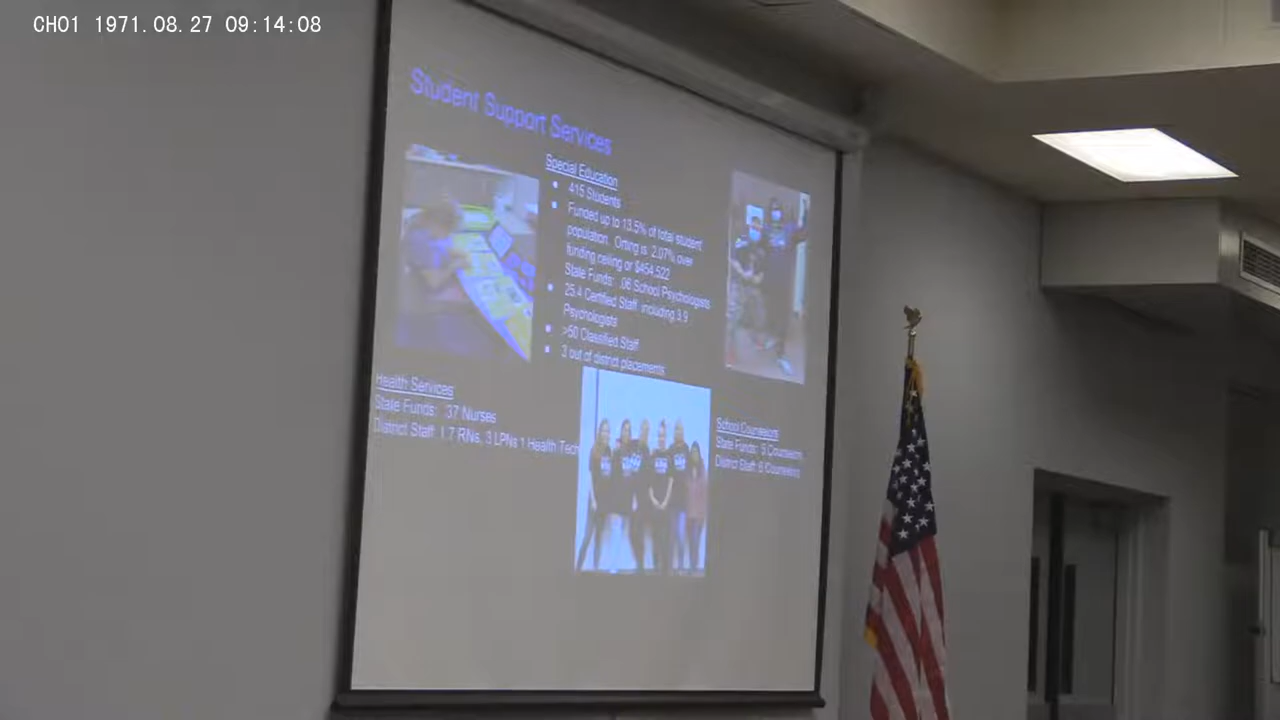 CH01 1971.08.27 09:14:08
Student Support Services
Special Education
415 Students
Funded up to 13.5% of total student
population. Orting is 2.07% over
funding ceiling or $454,522
State Funds: .06 School Psychologists
25.4 Certified Staff including 3.9
Psychologists
>50 Classified Staff
3 out of district placements
Health Services
State Funds: .37 Nurses
District Staff 1.7 RNs, 3 LPNs 1 Health Tech
School Counselors
State Funds: 5 Counselors
District Staff: 6 Counselors